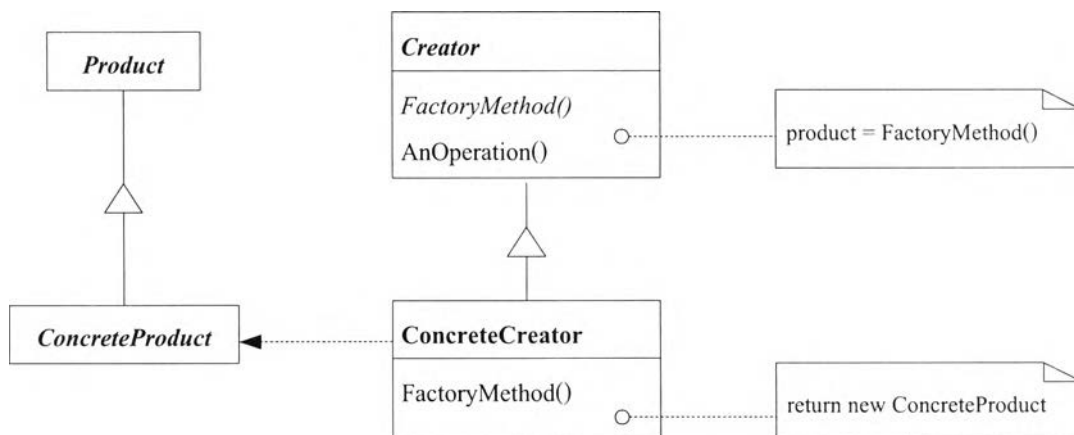 Product
Creator
FactoryMethod()
AnOperation()
product = FactoryMethod()
ConcreteProduct
ConcreteCreator
FactoryMethod()
return new ConcreteProduct